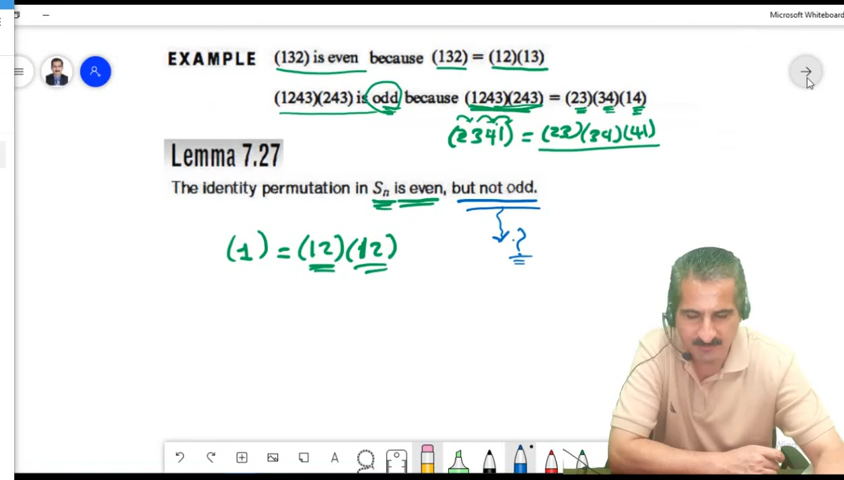 Microsoft Whiteboard
EXAMPLE (132) is even because (132) = (12)(13)
(1243)(243) is odd because (1243)(243) = (23)(34)(14)
(2341) = (23)(34)(41)
Lemma 7.27
The identity permutation in Sₙ is even, but not odd.
?
(1) = (12)(12)
A